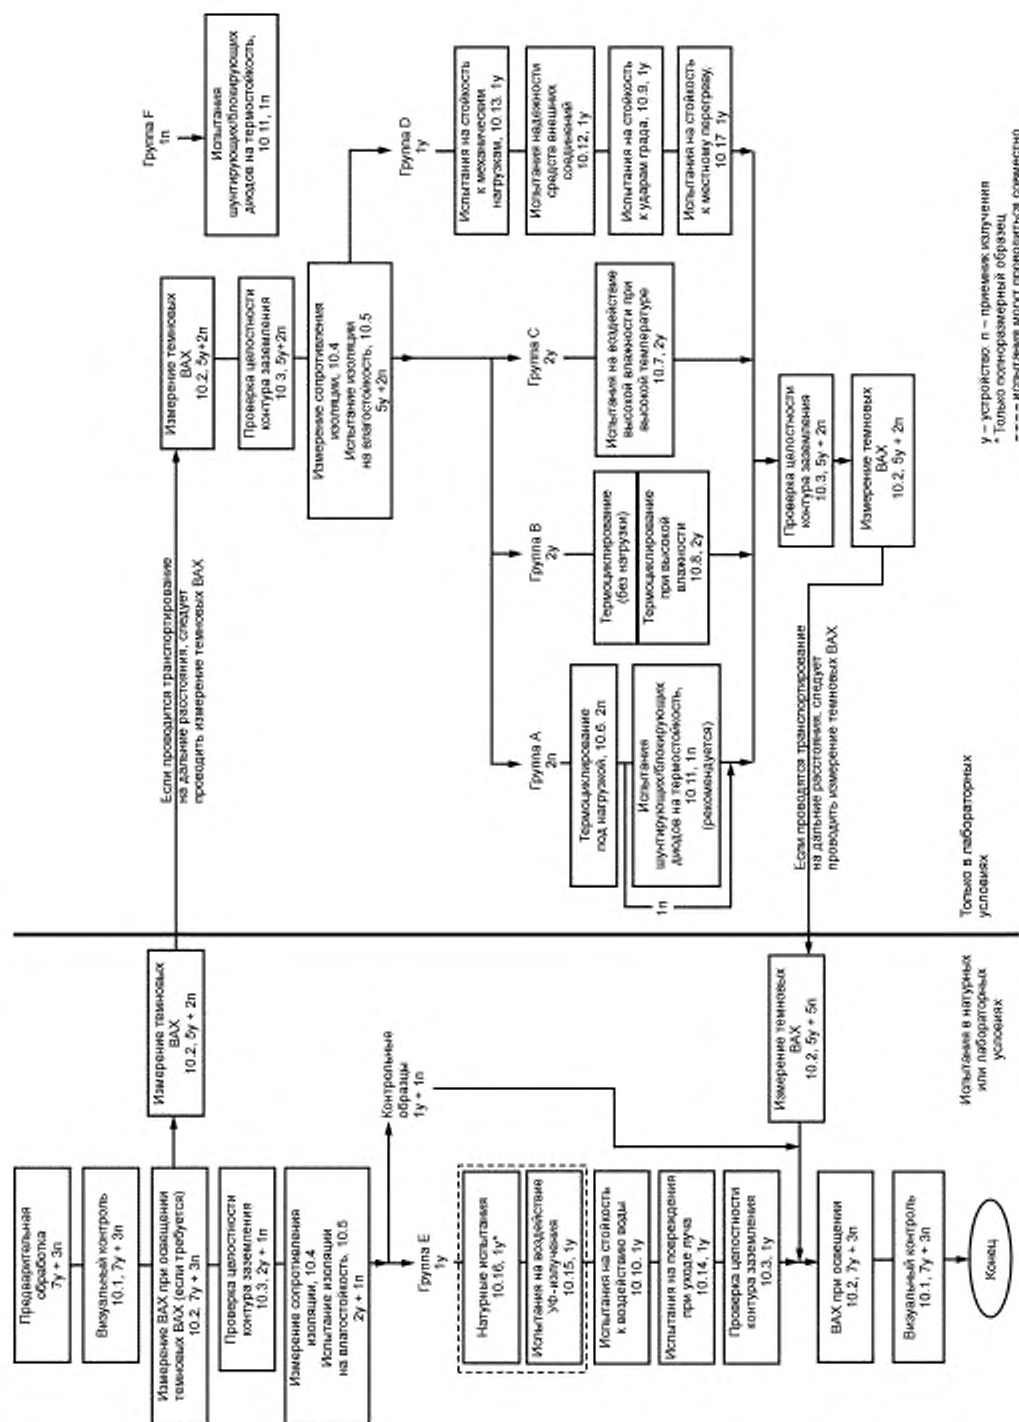 Предварительная
обработка
7у + 3п
Визуальный контроль
10.1, 7у + 3п
Измерение ВАХ при освещении
темновых ВАХ (если требуется)
10.2, 7у + 3п
Проверка целостности
контура заземления
10.3, 2у + 1п
Измерение сопротивления
изоляции, 10.4
Испытание изоляции
на влагостойкость, 10.5
2у + 1п
Группа E
1у
Натурные испытания
10.16, 1у*
Испытания на воздействие
УФ-излучения
10.15, 1у
Испытания на стойкость
к воздействию воды
10.10, 1у
Испытания на повреждения
при уходе луча
10.14, 1у
Проверка целостности
контура заземления
10.3, 1у
ВАХ при освещении
10.2, 7у + 3п
Визуальный контроль
10.1, 7у + 3п
Конец
Измерение темновых
ВАХ
10.2, 5у + 2п
Контрольные
образцы
1у + 1п
Измерение темновых
ВАХ
10.2, 5у + 5п
Испытания в натурных
или лабораторных
условиях
Если проводится транспортирование
на дальние расстояния, следует
проводить измерение темновых ВАХ
Измерение темновых
ВАХ
10.2, 5у+2п
Проверка целостности
контура заземления
10 3, 5у+2п
Измерение сопротивления
изоляции, 10.4
Испытание изоляции
на влагостойкость, 10.5
5у +2п
Группа F
1п
Испытания
шунтирующих/блокирующих
диодов на термостойкость,
10 11, 1п
Группа A
2п
Термоциклирование
под нагрузкой, 10.6. 2п
Испытания
шунтирующих/блокирующих
диодов на термостойкость,
10 11, 1п
(рекомендуется)
1п
Группа B
2у
Термоциклирование
(без нагрузки)
Термоциклирование
при высокой
влажности
10.8, 2у
Группа C
2у
Испытания на воздействие
высокой влажности при
высокой температуре
10.7, 2у
Группа D
1у
Испытания на стойкость
к механическим
нагрузкам, 10.13. 1у
Испытания надежности
средств внешних
соединений
10.12, 1у
Испытания на стойкость
к ударам града, 10.9, 1у
Испытания на стойкость
к местному перегреву,
10 17 1у
Проверка целостности
контура заземления
10.3, 5у + 2п
Измерение темновых
ВАХ
10.2, 5у + 2п
Если проводятся транспортирование
на дальние расстояния, следует
проводить измерение темновых ВАХ
Только в лабораторных
условиях
у – устройство, п – приемник излучения
* Только полноразмерный образец
---- испытания могут проводиться совместно